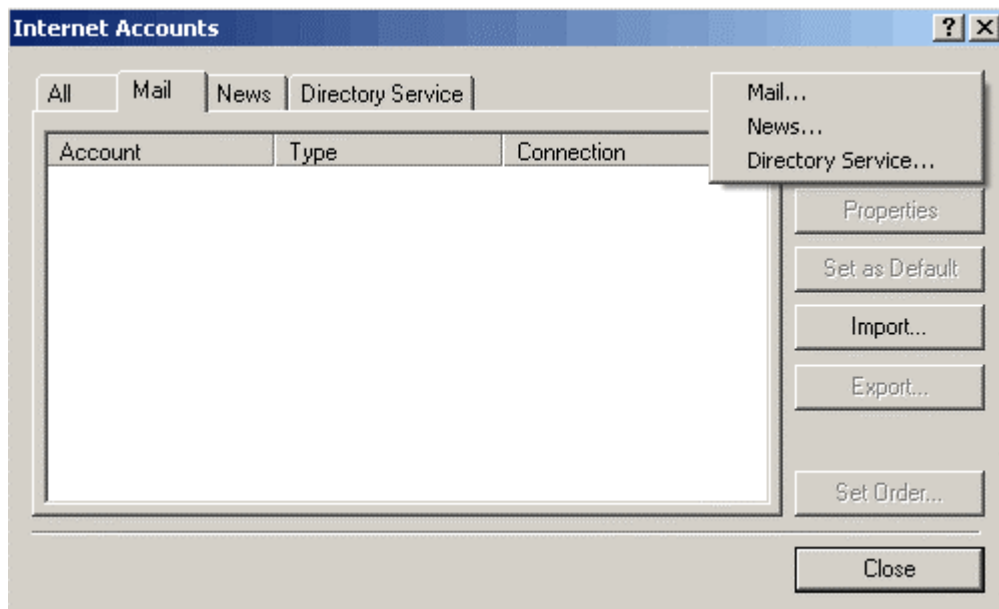 Internet Accounts
All Mail News Directory Service
Mail...
News...
Directory Service...
Account Type Connection
Properties
Set as Default
Import...
Export...
Set Order...
Close